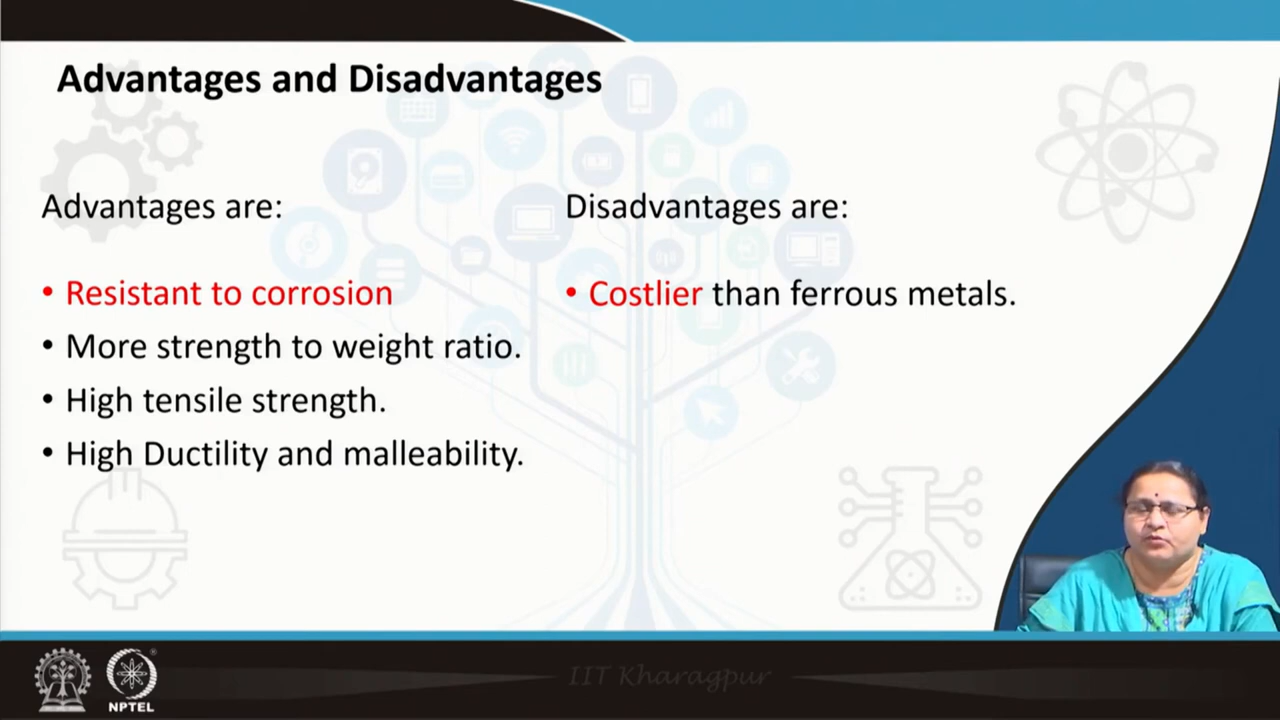 Advantages and Disadvantages
Advantages are:
• Resistant to corrosion
• More strength to weight ratio.
• High tensile strength.
• High Ductility and malleability.
Disadvantages are:
• Costlier than ferrous metals.
IIT Kharagpur
NPTEL